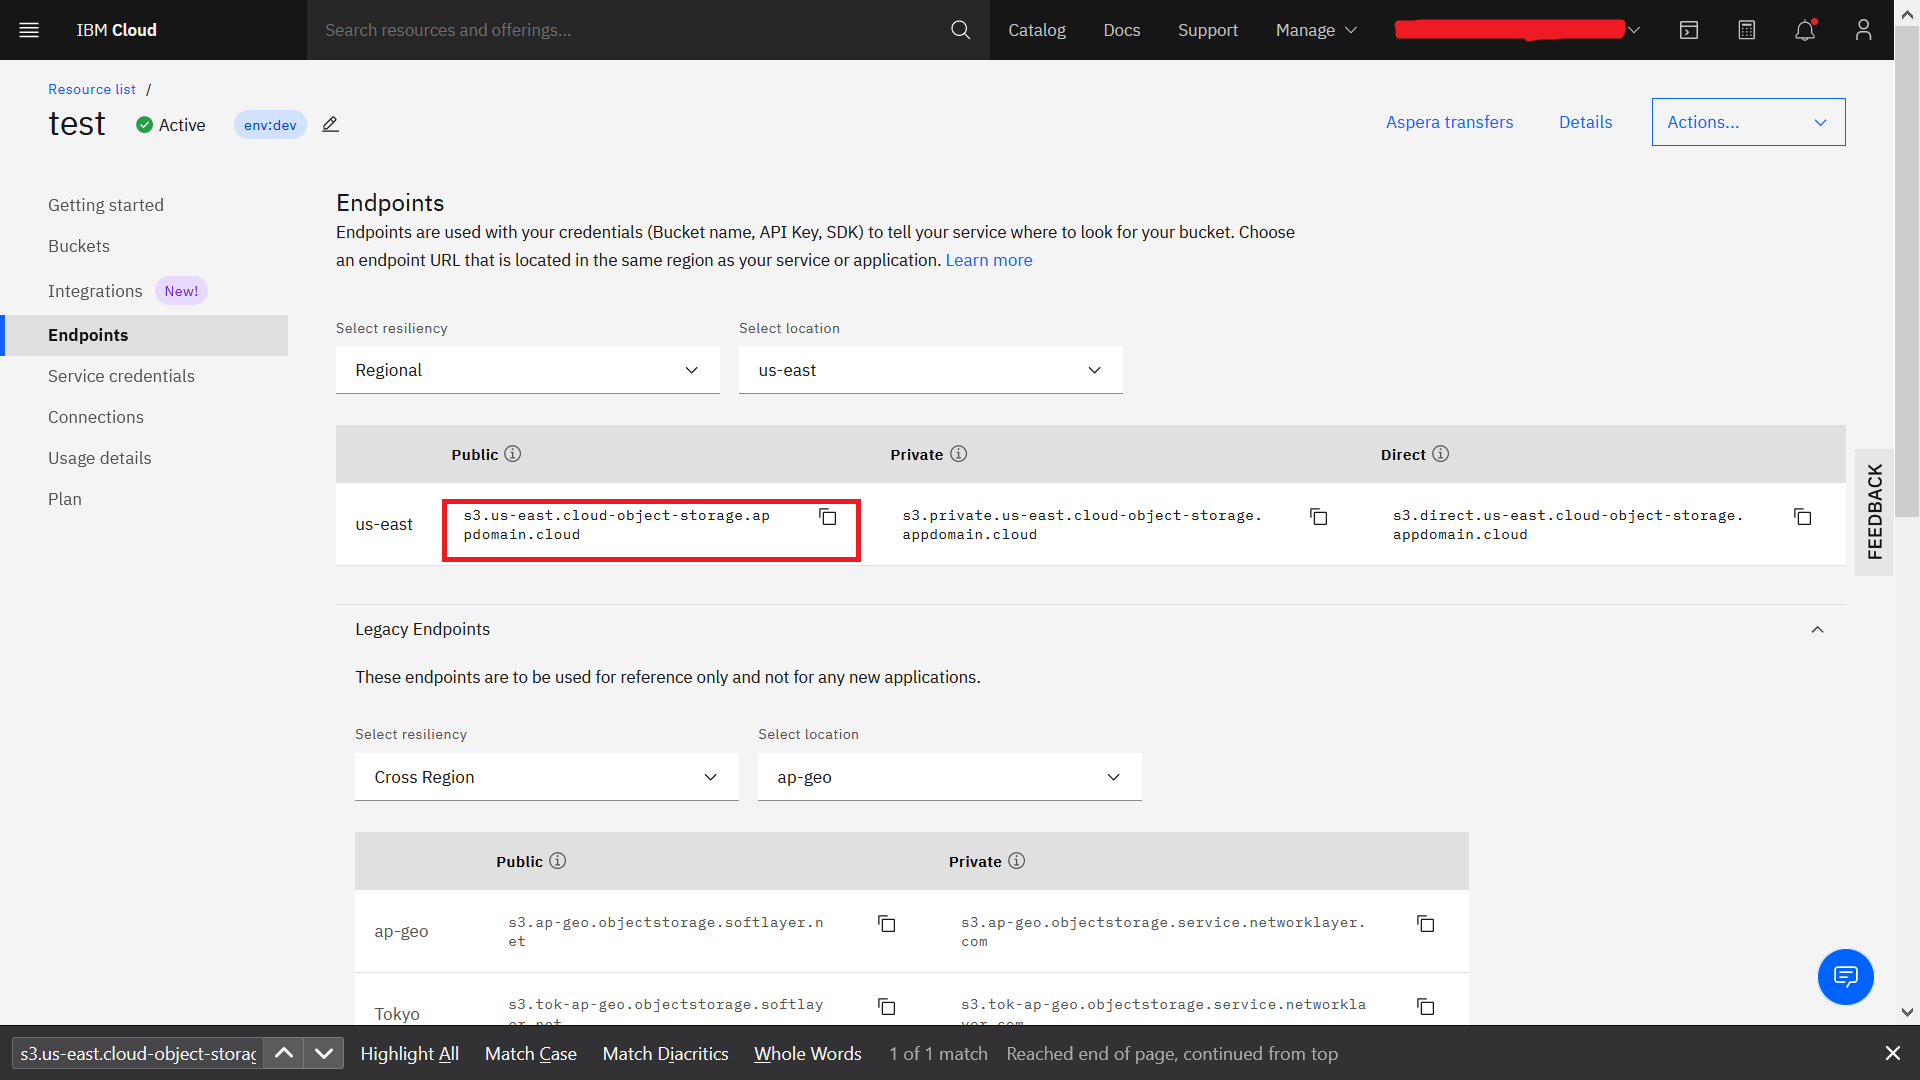 IBM Cloud
Search resources and offerings...
Catalog
Docs
Support
Manage
Resource list /
test
Active
env:dev
Aspera transfers
Details
Actions...
Getting started
Buckets
Integrations New!
Endpoints
Service credentials
Connections
Usage details
Plan
Endpoints
Endpoints are used with your credentials (Bucket name, API Key, SDK) to tell your service where to look for your bucket. Choose
an endpoint URL that is located in the same region as your service or application. Learn more
Select resiliency
Select location
Regional
us-east
Public
Private
Direct
us-east
s3.us-east.cloud-object-storage.ap
pdomain.cloud
s3.private.us-east.cloud-object-storage.
appdomain.cloud
s3.direct.us-east.cloud-object-storage.
appdomain.cloud
FEEDBACK
Legacy Endpoints
These endpoints are to be used for reference only and not for any new applications.
Select resiliency
Select location
Cross Region
ap-geo
Public
Private
ap-geo
s3.ap-geo.objectstorage.softlayer.n
et
s3.ap-geo.objectstorage.service.networklayer.
com
Tokyo
s3.tok-ap-geo.objectstorage.softlay
er.net
s3.tok-ap-geo.objectstorage.service.networkla
yer.com
s3.us-east.cloud-object-storag
Highlight All
Match Case
Match Diacritics
Whole Words
1 of 1 match
Reached end of page, continued from top